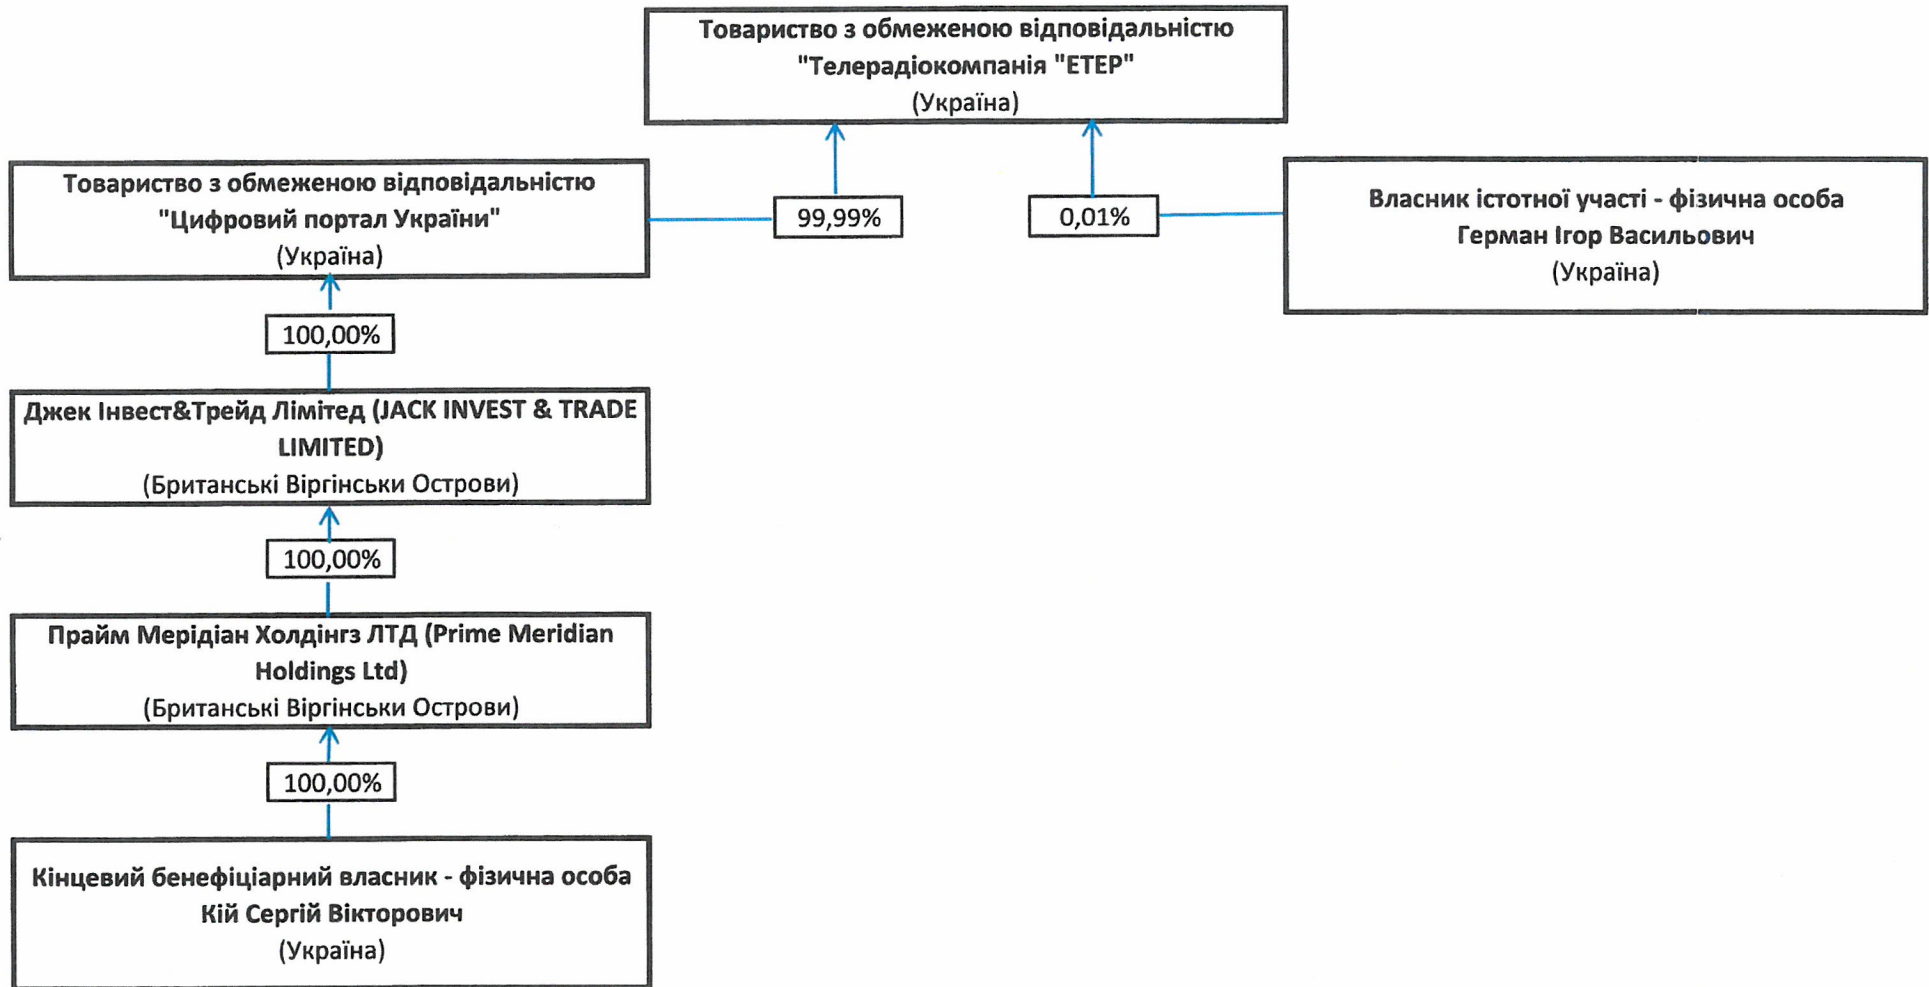 Товариство з обмеженою відповідальністю
"Телерадіокомпанія "ЕТЕР"
(Україна)
Товариство з обмеженою відповідальністю
"Цифровий портал України"
(Україна)
99,99%
0,01%
Власник істотної участі - фізична особа
Герман Ігор Васильович
(Україна)
100,00%
Джек Інвест&Трейд Лімітед (JACK INVEST & TRADE
LIMITED)
(Британські Віргінськи Острови)
100,00%
Прайм Мерідіан Холдінгз ЛТД (Prime Meridian
Holdings Ltd)
(Британські Віргінськи Острови)
100,00%
Кінцевий бенефіціарний власник - фізична особа
Кій Сергій Вікторович
(Україна)